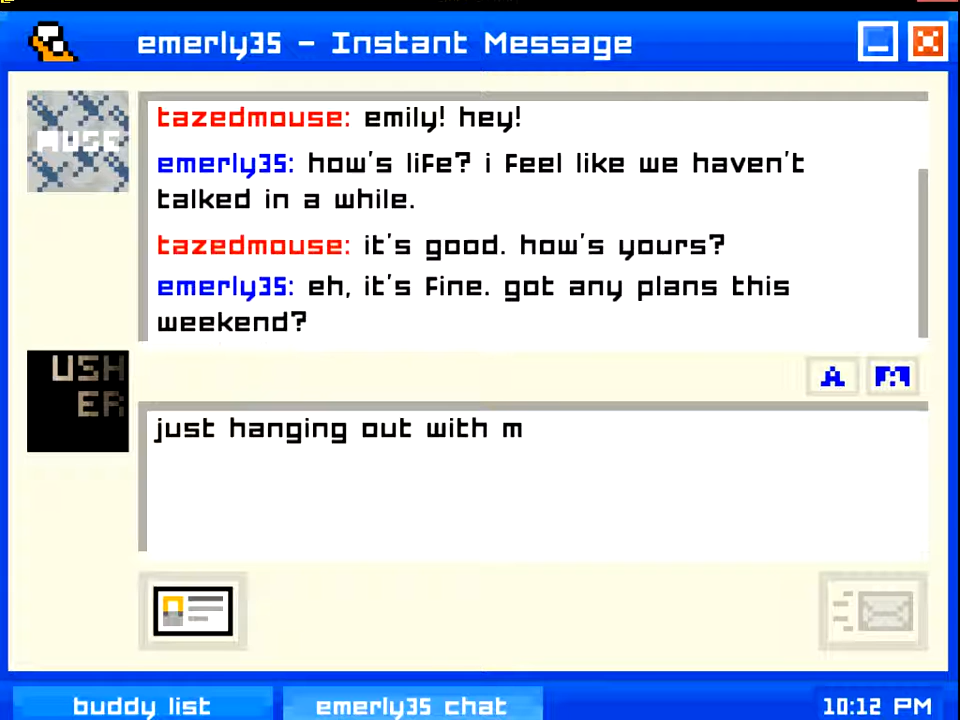 emerly35 - Instant Message
MUSE
tazedmouse: emily! hey!
emerly35: how's life? i feel like we haven't
talked in a while.
tazedmouse: it's good. how's yours?
emerly35: eh, it's fine. got any plans this
weekend?
USH
ER
A
just hanging out with m
buddy list
emerly35 chat
10:12 PM